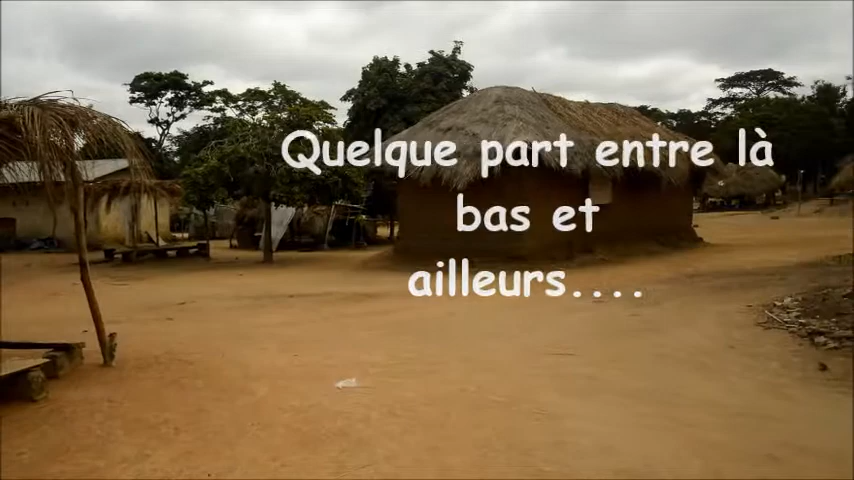 Quelque part entre là
bas et
ailleurs....